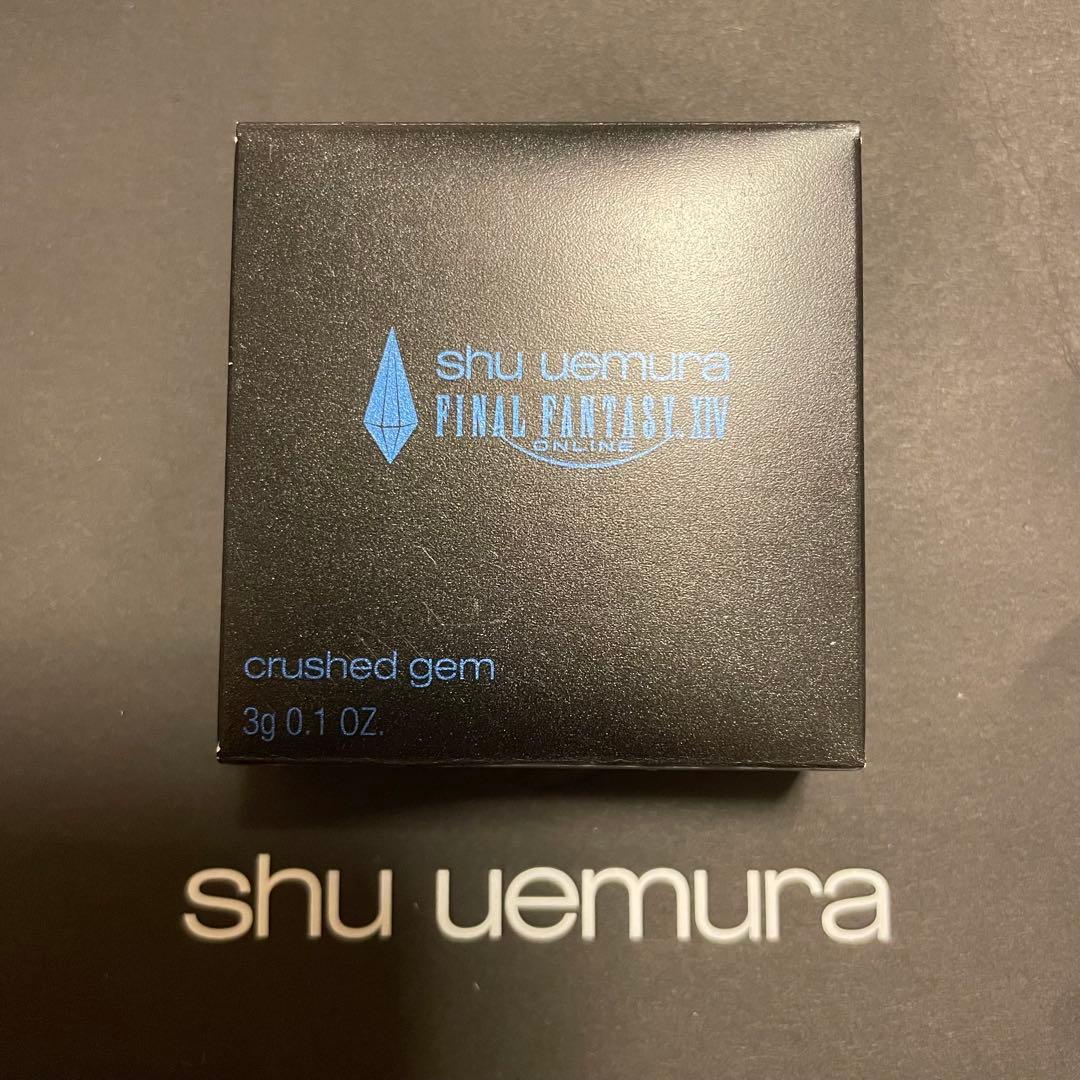 shu uemura
FINAL FANTASY XIV
ONLINE
crushed gem
3g 0.1 OZ.
shu uemura